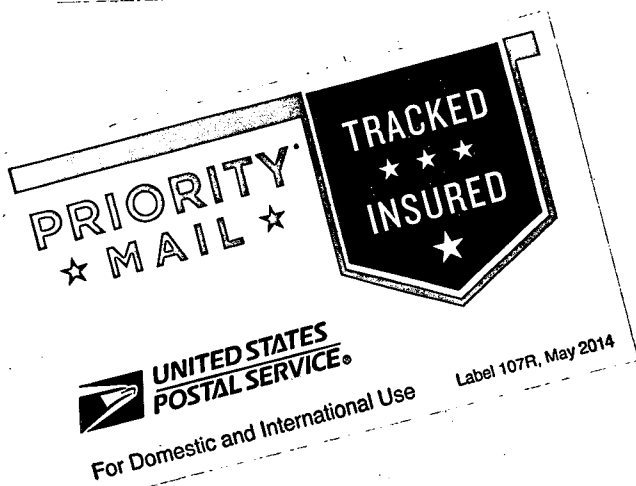 PRIORITY
★ MAIL ★
TRACKED
★ ★ ★
INSURED
★
UNITED STATES
POSTAL SERVICE®
For Domestic and International Use
Label 107R, May 2014